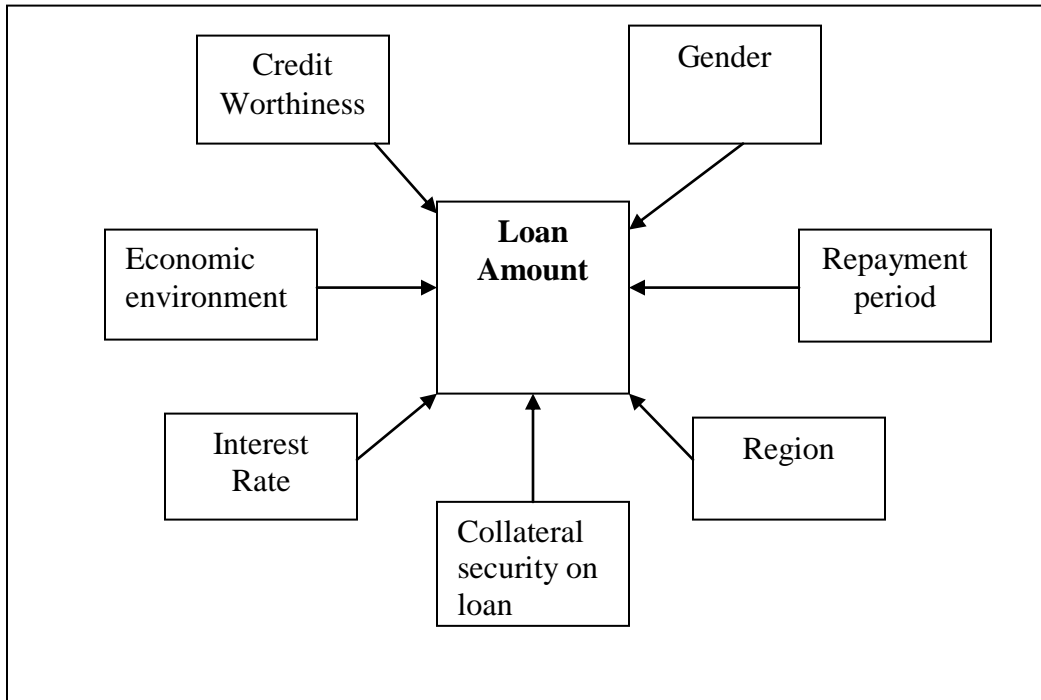 Credit
Worthiness
Gender
Loan
Amount
Economic
environment
Repayment
period
Interest
Rate
Region
Collateral
security on
loan